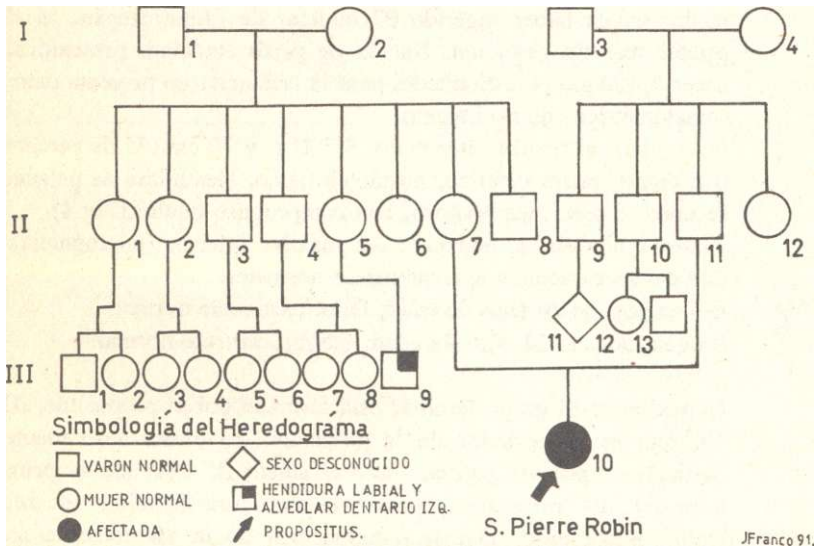 I
1 2 3 4
II
1 2 3 4 5 6 7 8 9 10 11 12
11 12 13
III
1 2 3 4 5 6 7 8 9
10
Simbología del Heredograma
VARON NORMAL
SEXO DESCONOCIDO
MUJER NORMAL
HENDIDURA LABIAL Y
ALVEOLAR DENTARIO IZQ.
AFECTADA
PROPOSITUS.
S. Pierre Robin
JFranco 91.